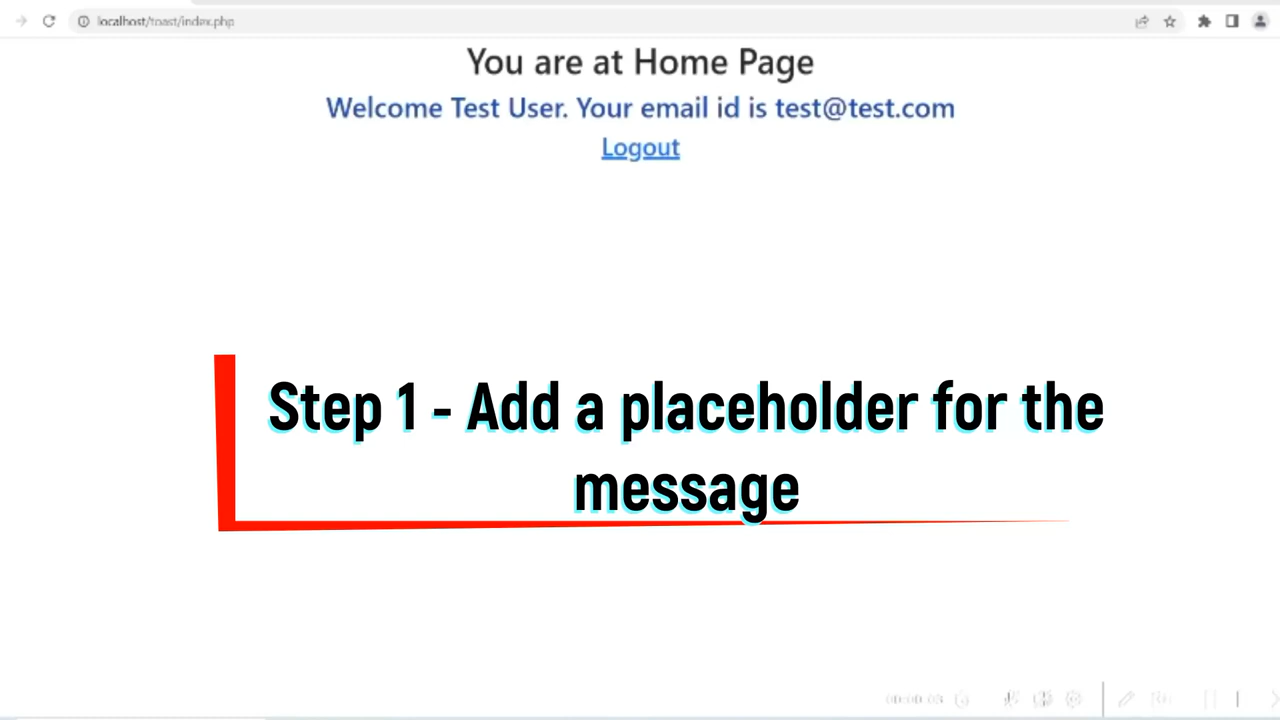 localhost/toast/index.php
You are at Home Page
Welcome Test User. Your email id is test@test.com
Logout
Step 1 - Add a placeholder for the
message